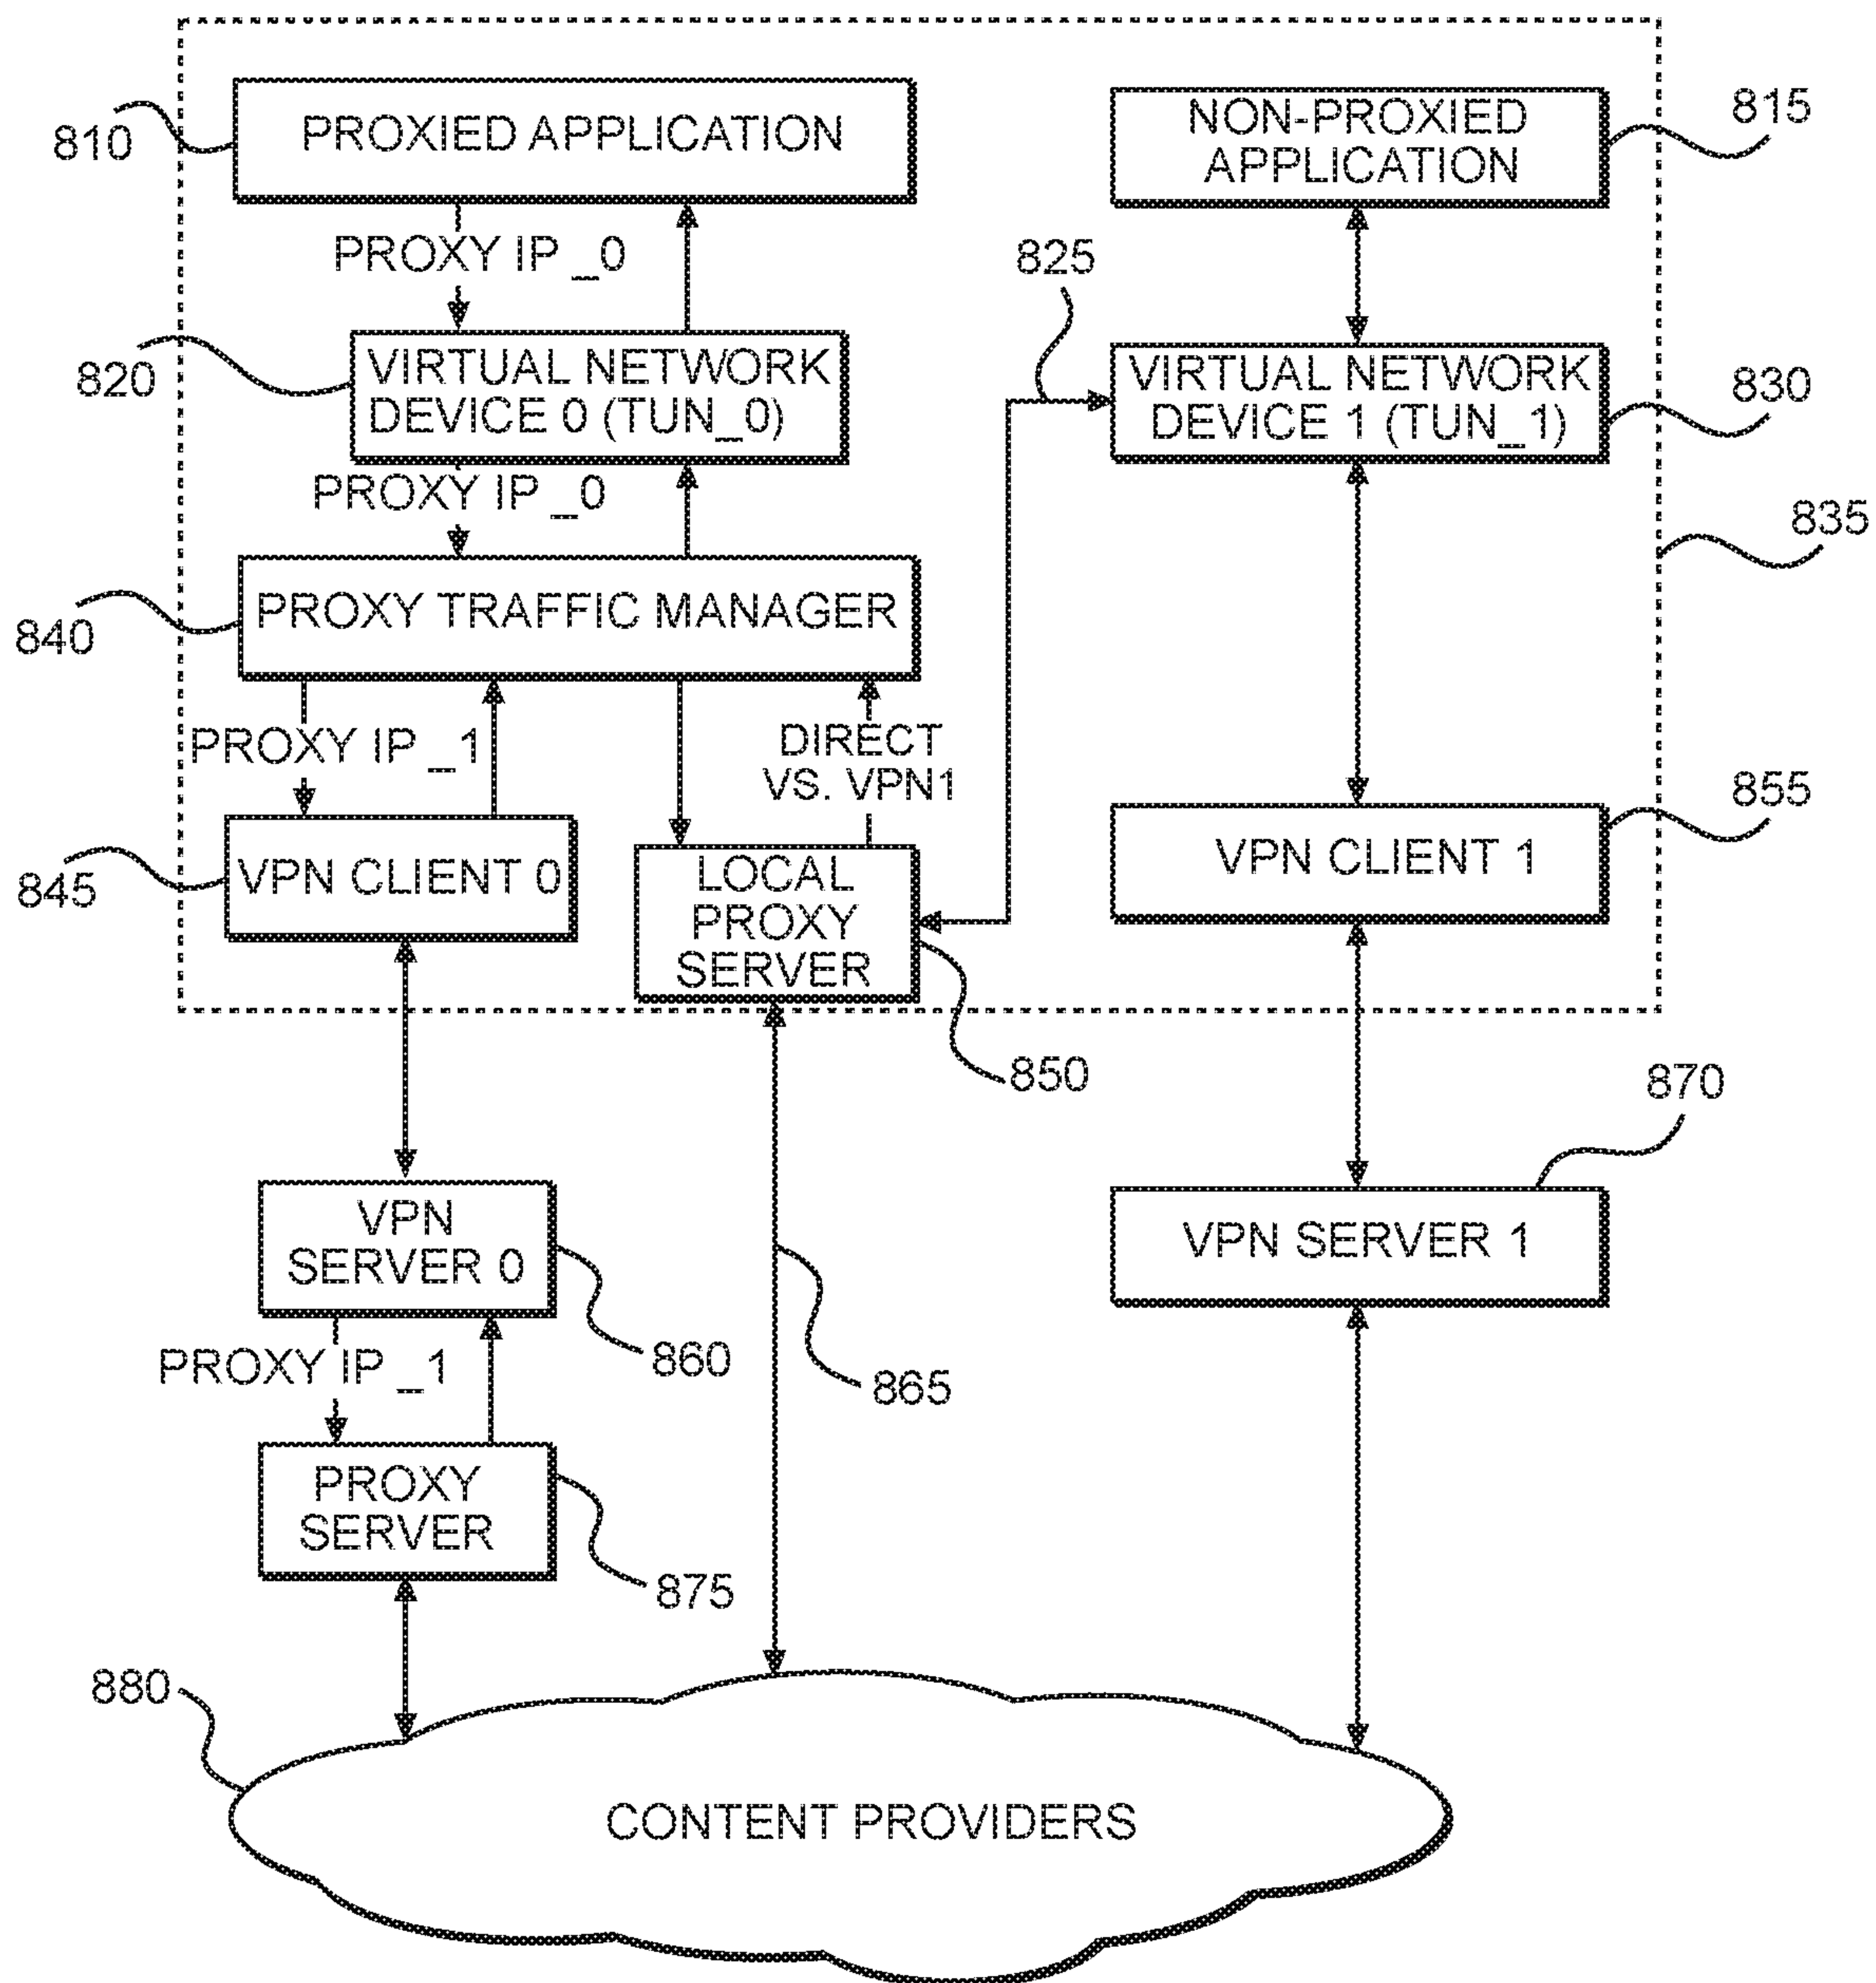 810
PROXIED APPLICATION
NON-PROXIED
APPLICATION
815
PROXY IP _0
825
820
VIRTUAL NETWORK
DEVICE 0 (TUN_0)
VIRTUAL NETWORK
DEVICE 1 (TUN_1)
830
PROXY IP _0
835
840
PROXY TRAFFIC MANAGER
PROXY IP _1
DIRECT
VS. VPN1
845
VPN CLIENT 0
LOCAL
PROXY
SERVER
VPN CLIENT 1
855
850
870
VPN
SERVER 0
VPN SERVER 1
PROXY IP _1
860
865
PROXY
SERVER
875
880
CONTENT PROVIDERS